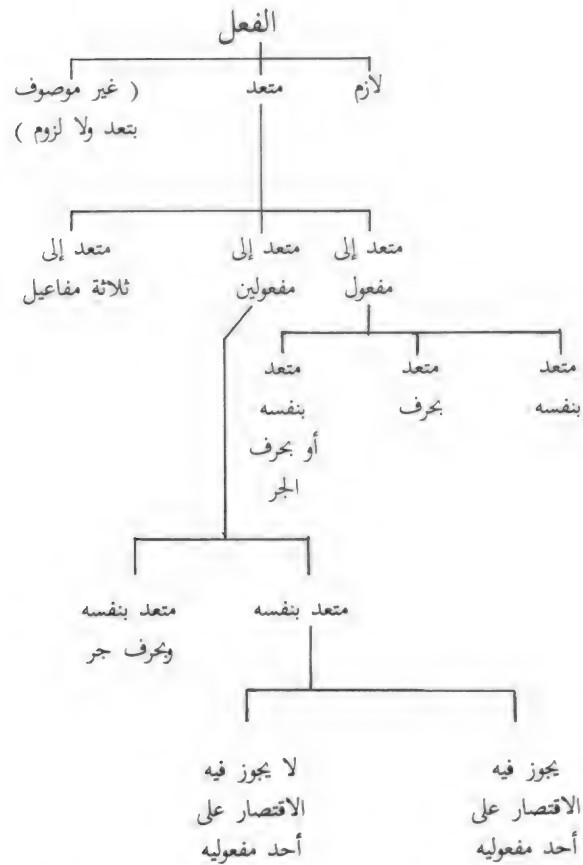 الفعل
لازم
متعد
( غير موصوف
بتعد ولا لزوم )
متعد إلى
مفعول
متعد إلى
مفعولين
متعد إلى
ثلاثة مفاعيل
متعد
بنفسه
متعد
بحرف
متعد
بنفسه
أو بحرف
الجر
متعد بنفسه
متعد بنفسه
وبحرف جر
يجوز فيه
الاقتصار على
أحد مفعوليه
لا يجوز فيه
الاقتصار على
أحد مفعوليه